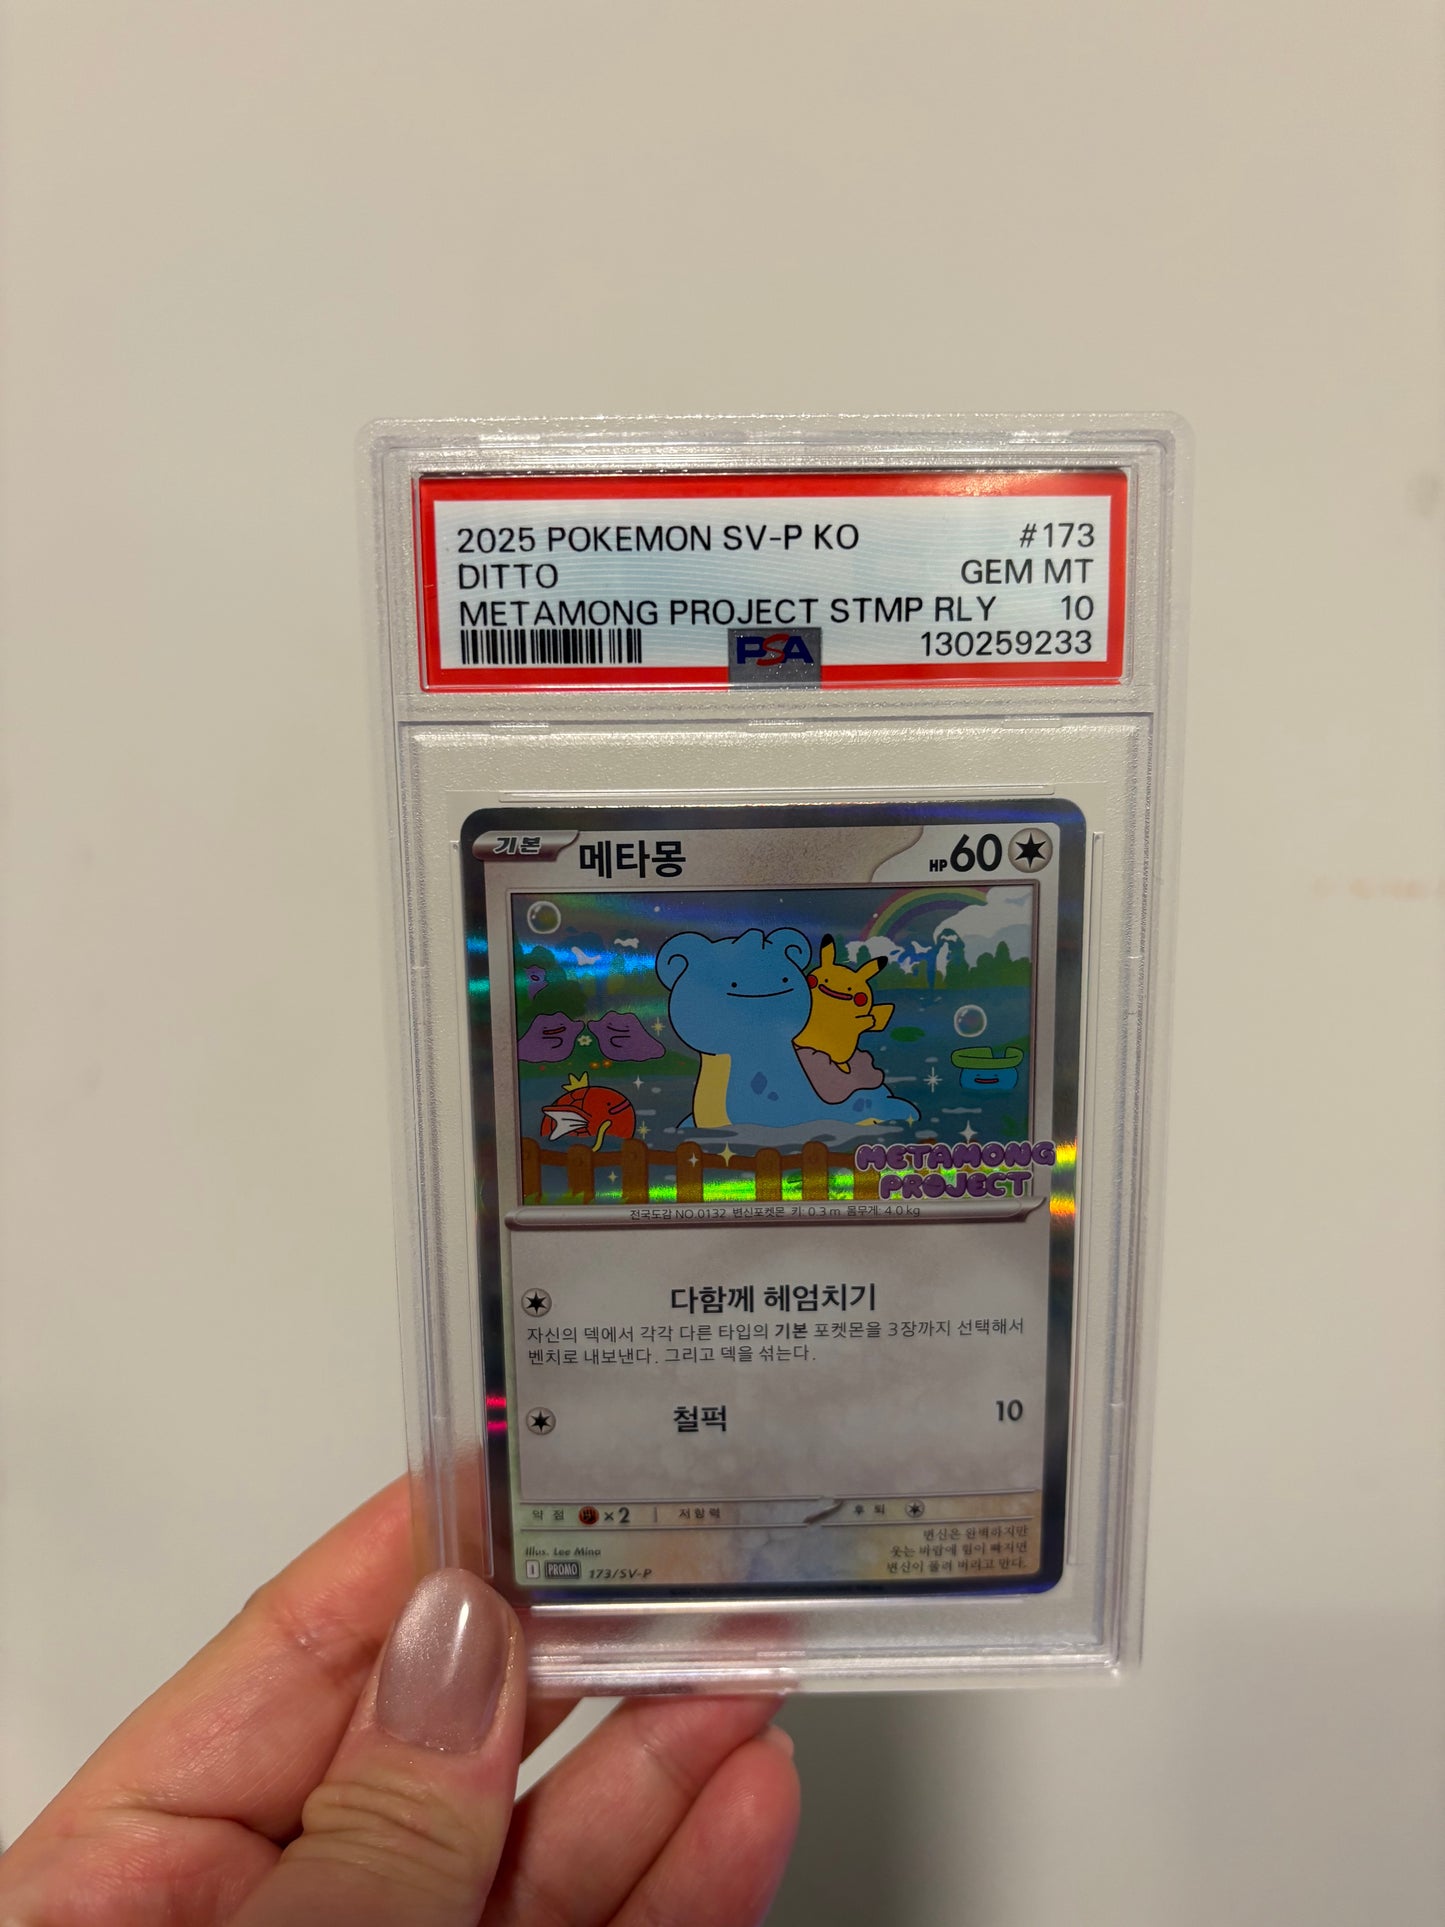 2025 POKEMON SV-P KO #173
DITTO GEM MT
METAMONG PROJECT STMP RLY 10
PSA 130259233
기본 메타몽 HP 60
METAMONG
PROJECT
전국도감 NO.0132 변신포켓몬 키: 0.3 m 몸무게: 4.0 kg
다함께 헤엄치기
자신의 덱에서 각각 다른 타입의 기본 포켓몬을 3장까지 선택해서
벤치로 내보낸다. 그리고 덱을 섞는다.
철퍽 10
약점 ×2 저항력 후퇴
변신은 완벽하지만
웃는 바람에 힘이 빠지면
변신이 풀려 버리고 만다.
Illus. Lee Mina
I PROMO 173/SV-P